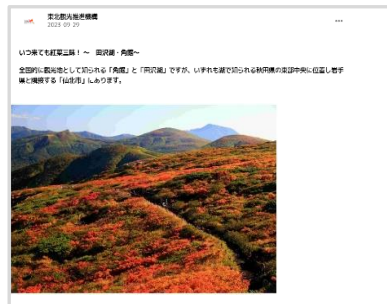 東北観光推進機構
2023 09 29
いつ来ても紅葉三昧！ ～ 田沢湖・角館～
全国的に観光地として知られる「角館」と「田沢湖」ですが、いずれも湖で知られる秋田県の東部中央に位置し岩手
県と隣接する「仙北市」にあります。